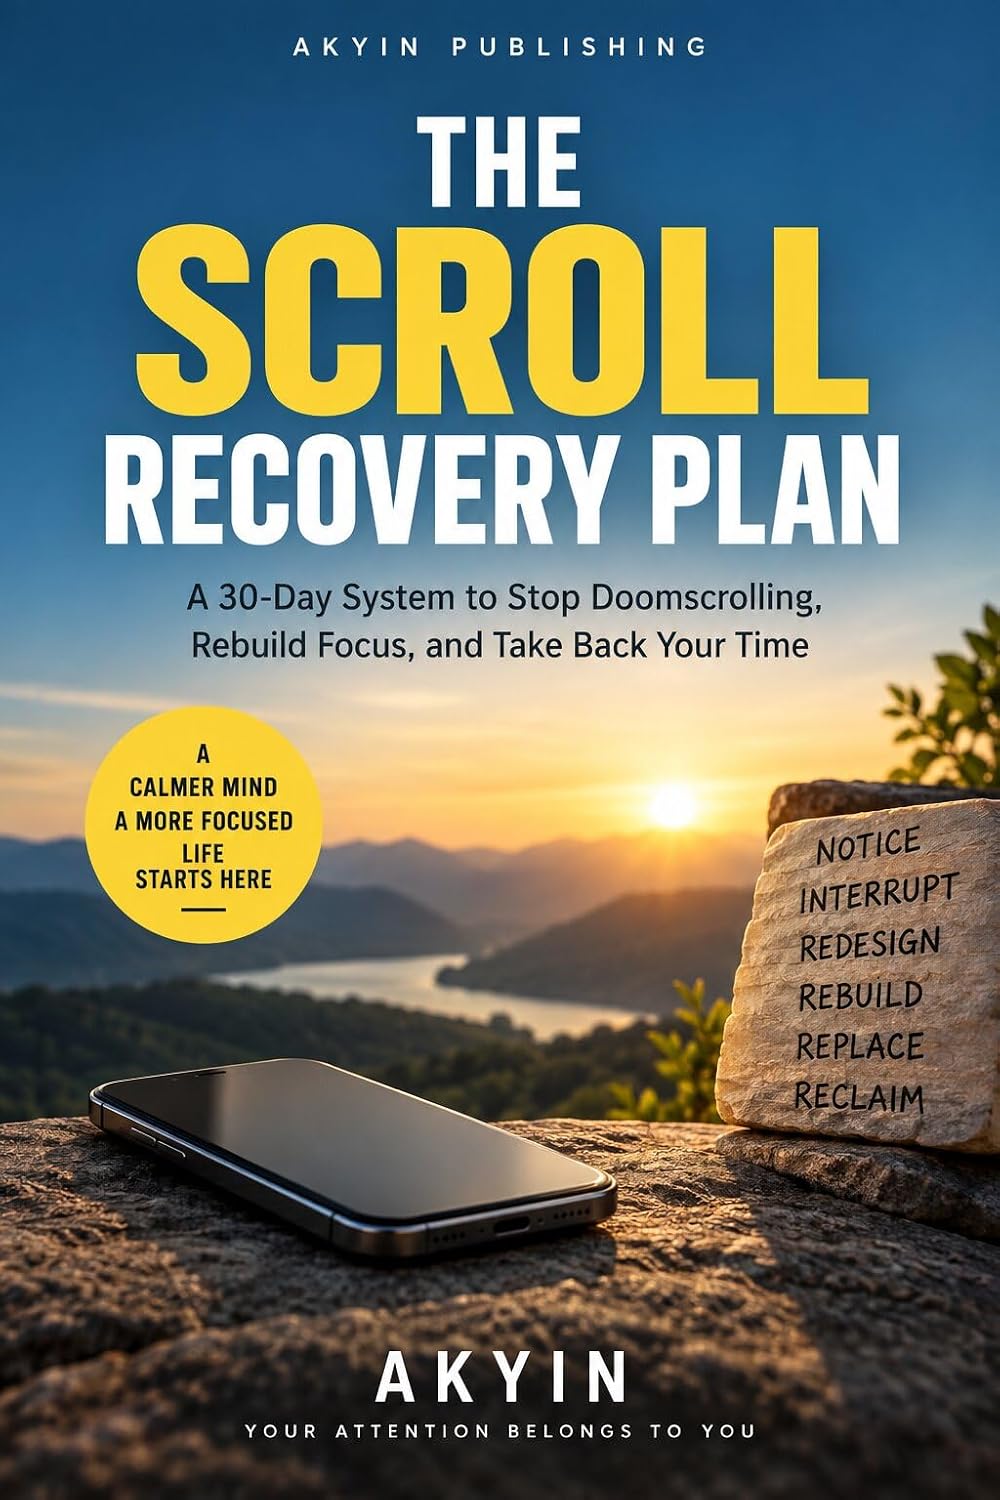 AKYIN PUBLISHING
THE
SCROLL
RECOVERY PLAN
A 30-Day System to Stop Doomscrolling,
Rebuild Focus, and Take Back Your Time
A
CALMER MIND
A MORE FOCUSED
LIFE
STARTS HERE
NOTICE
INTERRUPT
REDESIGN
REBUILD
REPLACE
RECLAIM
AKYIN
YOUR ATTENTION BELONGS TO YOU